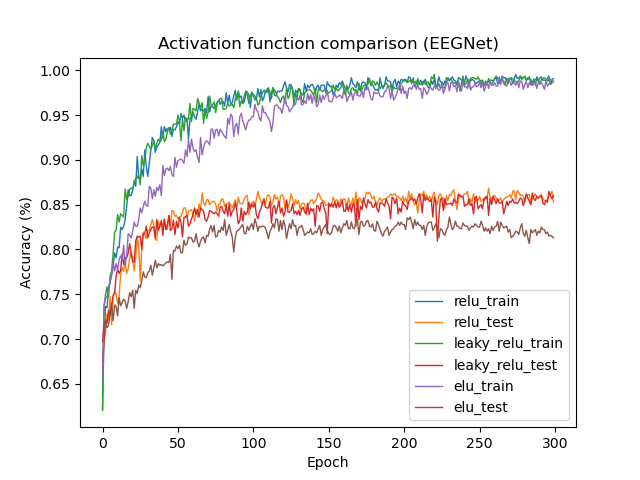 Activation function comparison (EEGNet)
Accuracy (%)
1.00
0.95
0.90
0.85
0.80
0.75
0.70
0.65
relu_train
relu_test
leaky_relu_train
leaky_relu_test
elu_train
elu_test
0
50
100
150
200
250
300
Epoch